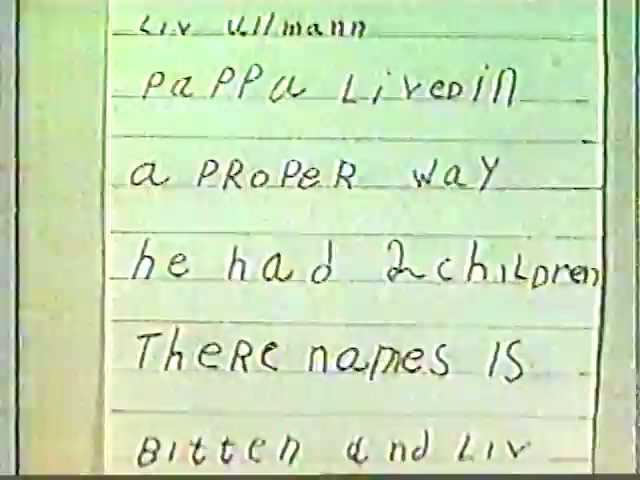 Liv Ullmann
PaPPa LiveDin
a PRoPeR way
he had 2children
TheRe names IS
Bitten and Liv